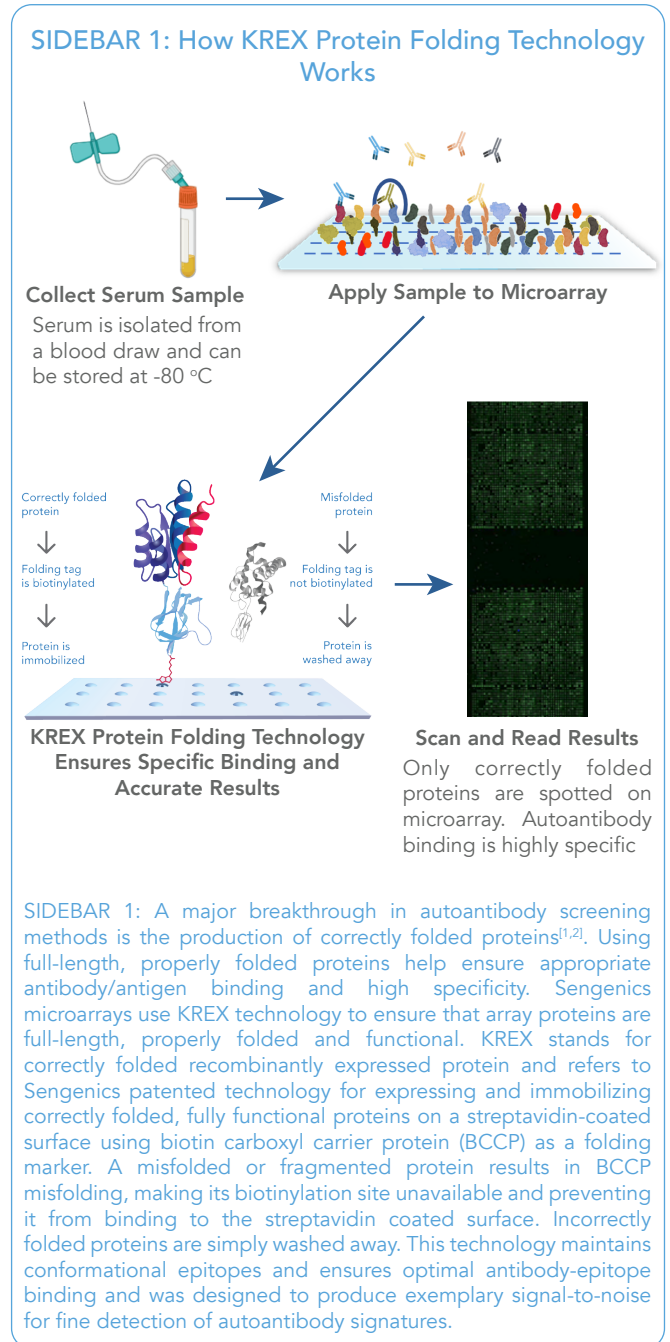 SIDEBAR 1: How KREX Protein Folding Technology
Works
Collect Serum Sample
Serum is isolated from
a blood draw and can
be stored at -80 °C
Apply Sample to Microarray
Correctly folded
protein
Folding tag
is biotinylated
Protein is
immobilized
Misfolded
protein
Folding tag is
not biotinylated
Protein is
washed away
KREX Protein Folding Technology
Ensures Specific Binding and
Accurate Results
Scan and Read Results
Only correctly folded
proteins are spotted on
microarray. Autoantibody
binding is highly specific
SIDEBAR 1: A major breakthrough in autoantibody screening
methods is the production of correctly folded proteins[1,2]. Using
full-length, properly folded proteins help ensure appropriate
antibody/antigen binding and high specificity. Sengenics
microarrays use KREX technology to ensure that array proteins are
full-length, properly folded and functional. KREX stands for
correctly folded recombinantly expressed protein and refers to
Sengenics patented technology for expressing and immobilizing
correctly folded, fully functional proteins on a streptavidin-coated
surface using biotin carboxyl carrier protein (BCCP) as a folding
marker. A misfolded or fragmented protein results in BCCP
misfolding, making its biotinylation site unavailable and preventing
it from binding to the streptavidin coated surface. Incorrectly
folded proteins are simply washed away. This technology maintains
conformational epitopes and ensures optimal antibody-epitope
binding and was designed to produce exemplary signal-to-noise
for fine detection of autoantibody signatures.